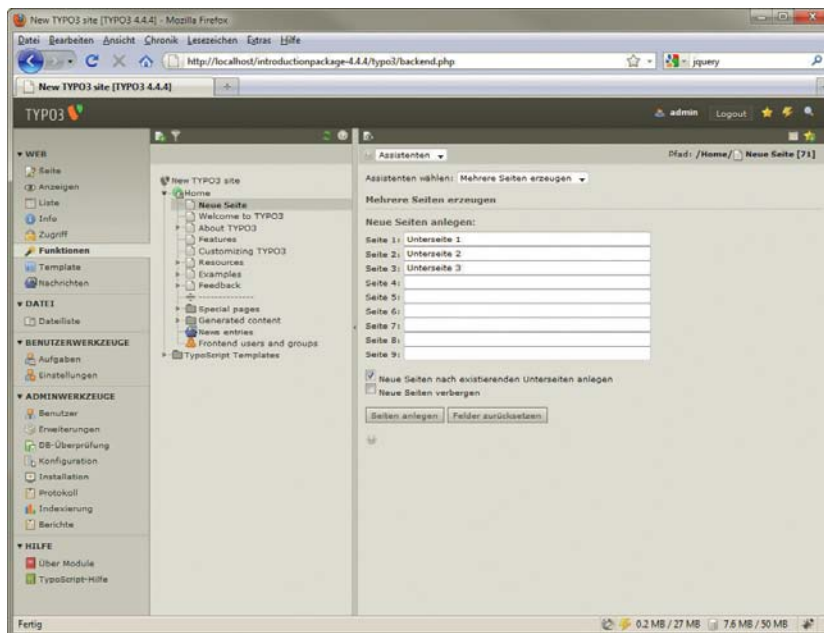 New TYPO3 site [TYPO3 4.4.4] - Mozilla Firefox
Datei Bearbeiten Ansicht Chronik Lesezeichen Extras Hilfe
http://localhost/introductionpackage-4.4.4/typo3/backend.php
jquery
New TYPO3 site [TYPO3 4.4.4]
TYPO3
admin
Logout
WEB
Seite
Anzeigen
Liste
Info
Zugriff
Funktionen
Template
Nachrichten
DATEI
Dateiliste
BENUTZERWERKZEUGE
Aufgaben
Einstellungen
ADMINWERKZEUGE
Benutzer
Erweiterungen
DB-Überprüfung
Konfiguration
Installation
Protokoll
Indexierung
Berichte
HILFE
Über Module
TypoScript-Hilfe
New TYPO3 site
Home
Neue Seite
Welcome to TYPO3
About TYPO3
Features
Customizing TYPO3
Resources
Examples
Feedback
--------------
Special pages
Generated content
News entries
Frontend users and groups
TypoScript Templates
Assistenten
Pfad: /Home/ Neue Seite [71]
Assistenten wählen: Mehrere Seiten erzeugen
Mehrere Seiten erzeugen
Neue Seiten anlegen:
Seite 1: Unterseite 1
Seite 2: Unterseite 2
Seite 3: Unterseite 3
Seite 4:
Seite 5:
Seite 6:
Seite 7:
Seite 8:
Seite 9:
Neue Seiten nach existierenden Unterseiten anlegen
Neue Seiten verbergen
Seiten anlegen
Felder zurücksetzen
Fertig
0.2 MB / 27 MB
7.6 MB / 50 MB